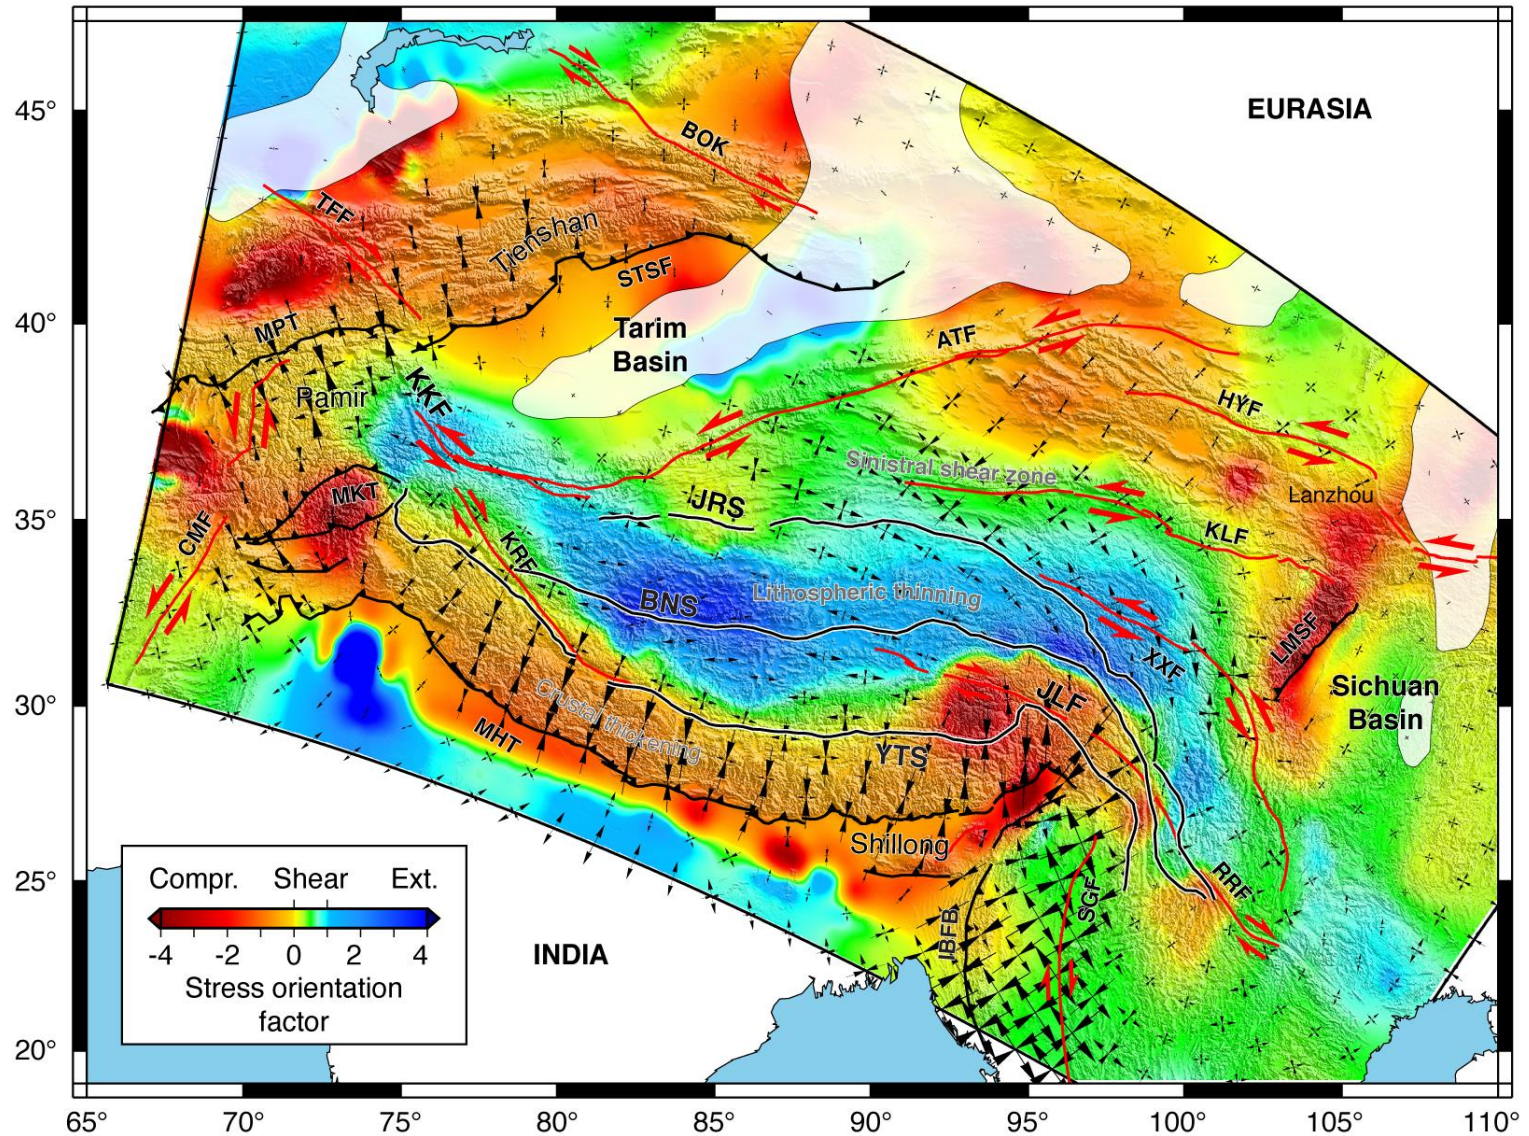 45°
40°
35°
30°
25°
20°
65°
70°
75°
80°
85°
90°
95°
100°
105°
110°
EURASIA
BOK
TFF
Tienshan
STSF
MPT
Tarim
Basin
ATF
Pamir
KKF
HYF
Sinistral shear zone
JRS
Lanzhou
MKT
CMF
KRF
KLF
BNS
Lithospheric thinning
LMSF
XXF
Sichuan
Basin
Crustal thickening
JLF
MHT
YTS
Shillong
RRF
SGF
IBFB
INDIA
Compr.
Shear
Ext.
-4
-2
0
2
4
Stress orientation
factor